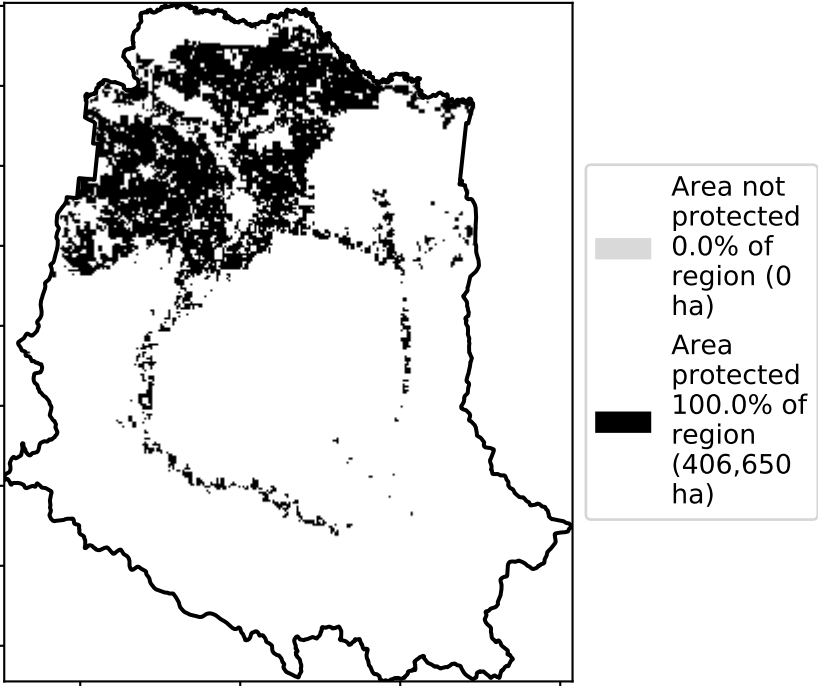 Area not
protected
0.0% of
region (0
ha)
Area
protected
100.0% of
region
(406,650
ha)